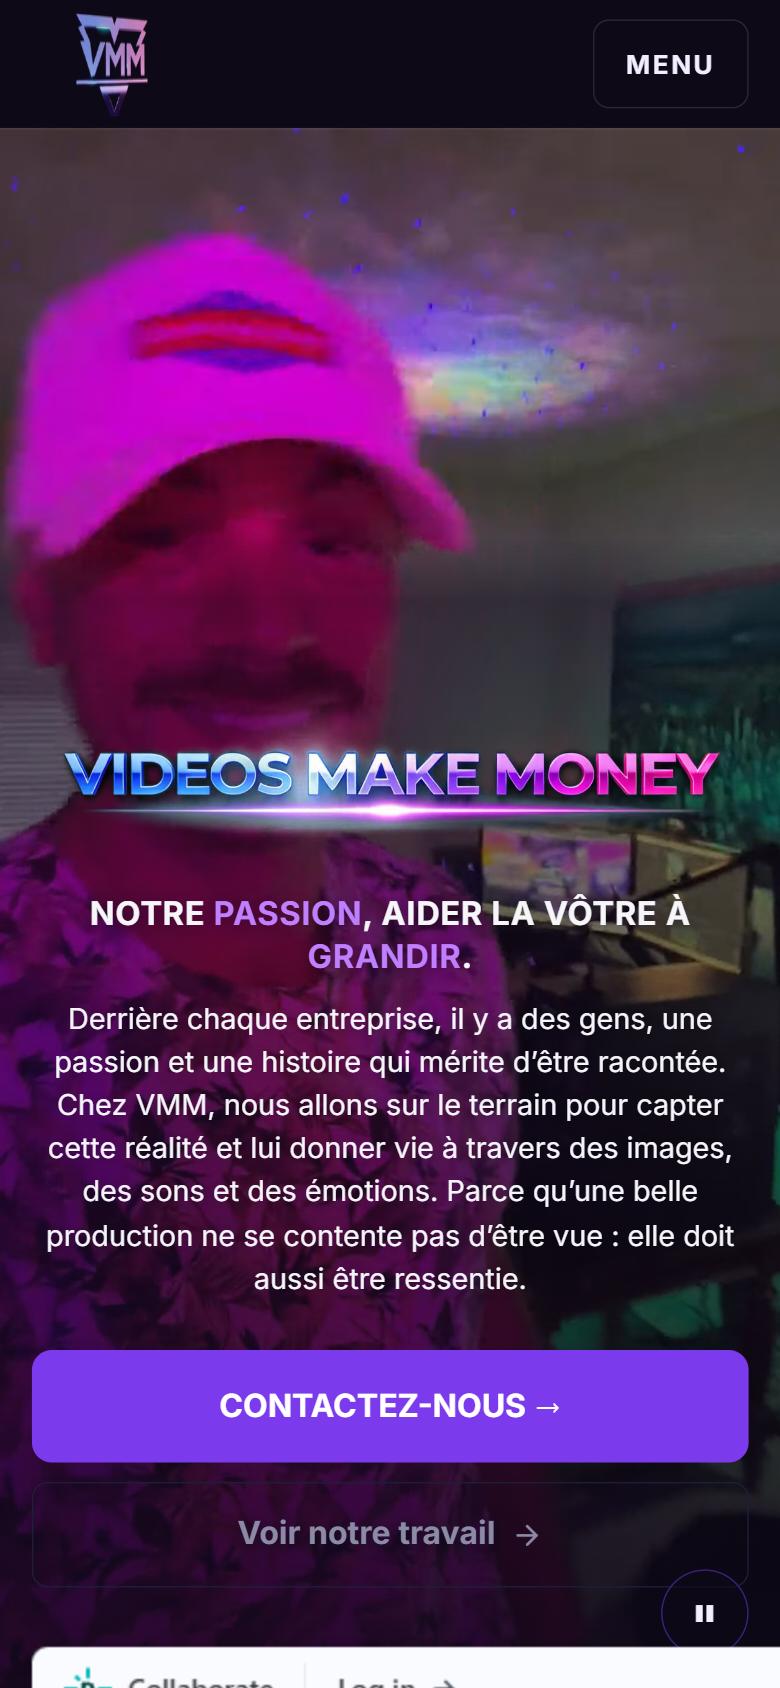 VMM
MENU
VIDEOS MAKE MONEY
NOTRE PASSION, AIDER LA VÔTRE À
GRANDIR.
Derrière chaque entreprise, il y a des gens, une
passion et une histoire qui mérite d’être racontée.
Chez VMM, nous allons sur le terrain pour capter
cette réalité et lui donner vie à travers des images,
des sons et des émotions. Parce qu’une belle
production ne se contente pas d’être vue : elle doit
aussi être ressentie.
CONTACTEZ-NOUS →
Voir notre travail →
Collaborate Log in →